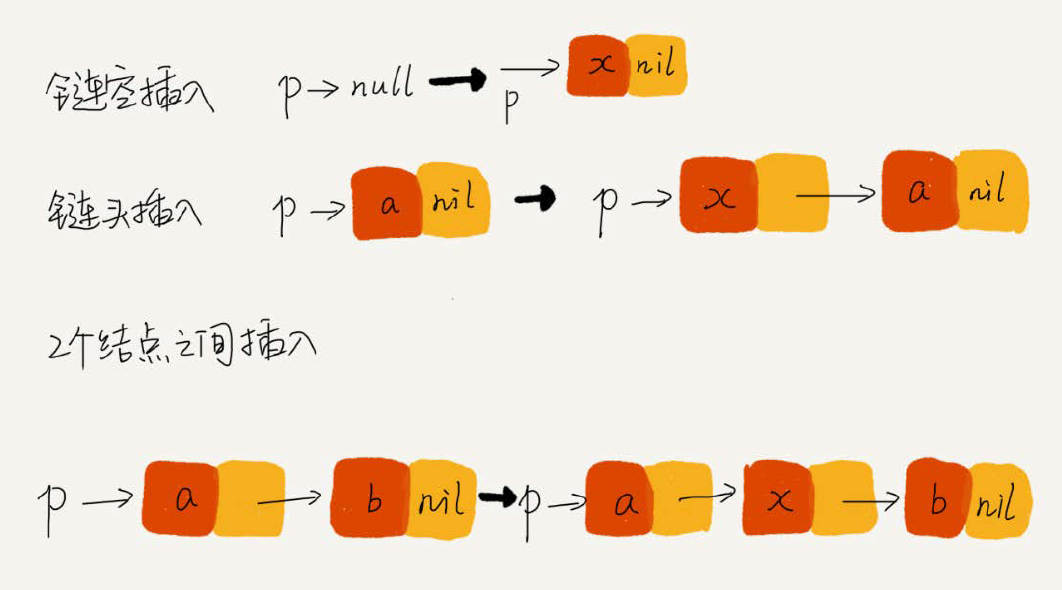 链空插入 p→null → p → x nil
链头插入 p→ a nil → p → x → a nil
2个结点之间插入
p → a → b nil → p → a → x → b nil